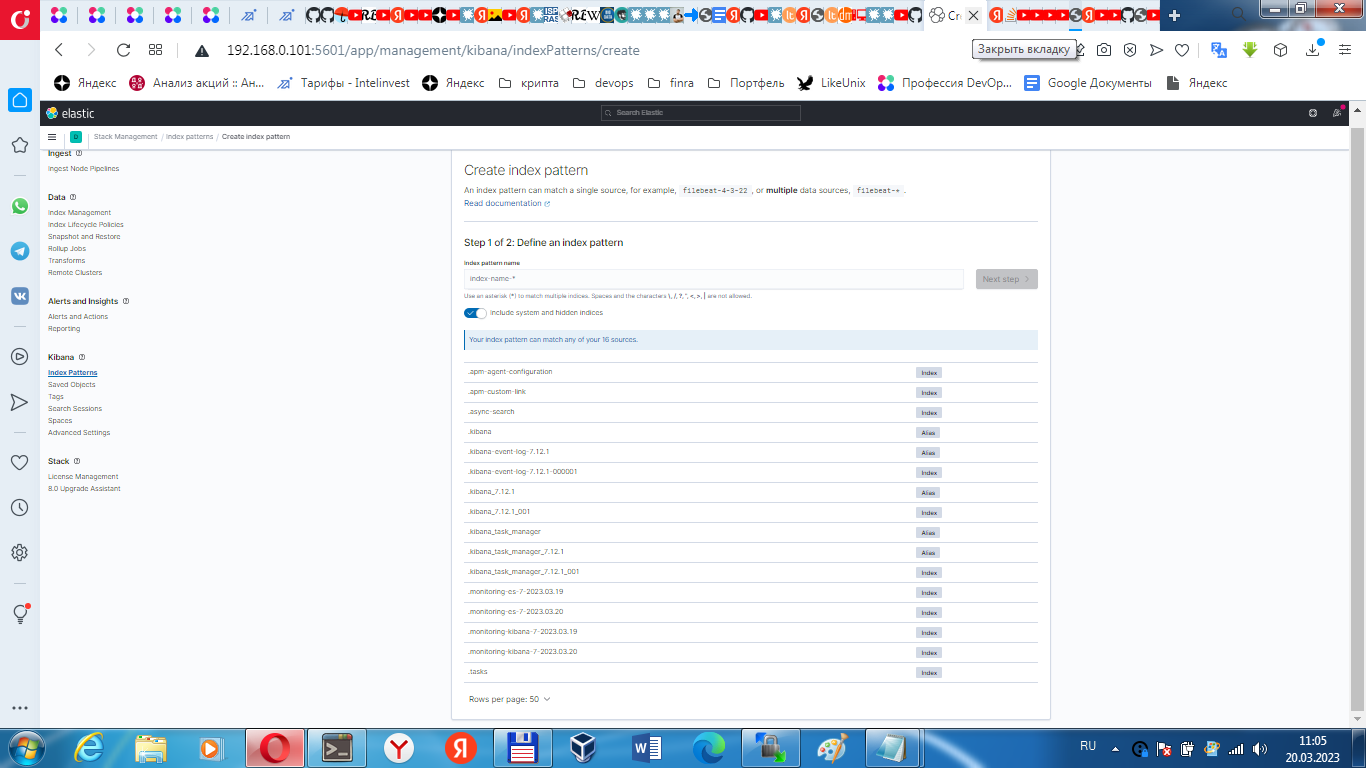 Cr
Закрыть вкладку
192.168.0.101:5601/app/management/kibana/indexPatterns/create
Яндекс
Анализ акций :: Ан...
Тарифы - Intelinvest
Яндекс
крипта
devops
finra
Портфель
LikeUnix
Профессия DevOp...
Google Документы
Яндекс
elastic
Search Elastic
D
Stack Management / Index patterns / Create index pattern
Ingest
Ingest Node Pipelines
Data
Index Management
Index Lifecycle Policies
Snapshot and Restore
Rollup Jobs
Transforms
Remote Clusters
Alerts and Insights
Alerts and Actions
Reporting
Kibana
Index Patterns
Saved Objects
Tags
Search Sessions
Spaces
Advanced Settings
Stack
License Management
8.0 Upgrade Assistant
Create index pattern
An index pattern can match a single source, for example, filebeat-4-3-22 , or multiple data sources, filebeat-* .
Read documentation
Step 1 of 2: Define an index pattern
Index pattern name
index-name-*
Next step
Use an asterisk (*) to match multiple indices. Spaces and the characters \, /, ?, ", <, >, | are not allowed.
Include system and hidden indices
Your index pattern can match any of your 16 sources.
.apm-agent-configuration Index
.apm-custom-link Index
.async-search Index
.kibana Alias
.kibana-event-log-7.12.1 Alias
.kibana-event-log-7.12.1-000001 Index
.kibana_7.12.1 Alias
.kibana_7.12.1_001 Index
.kibana_task_manager Alias
.kibana_task_manager_7.12.1 Alias
.kibana_task_manager_7.12.1_001 Index
.monitoring-es-7-2023.03.19 Index
.monitoring-es-7-2023.03.20 Index
.monitoring-kibana-7-2023.03.19 Index
.monitoring-kibana-7-2023.03.20 Index
.tasks Index
Rows per page: 50
RU
11:05
20.03.2023